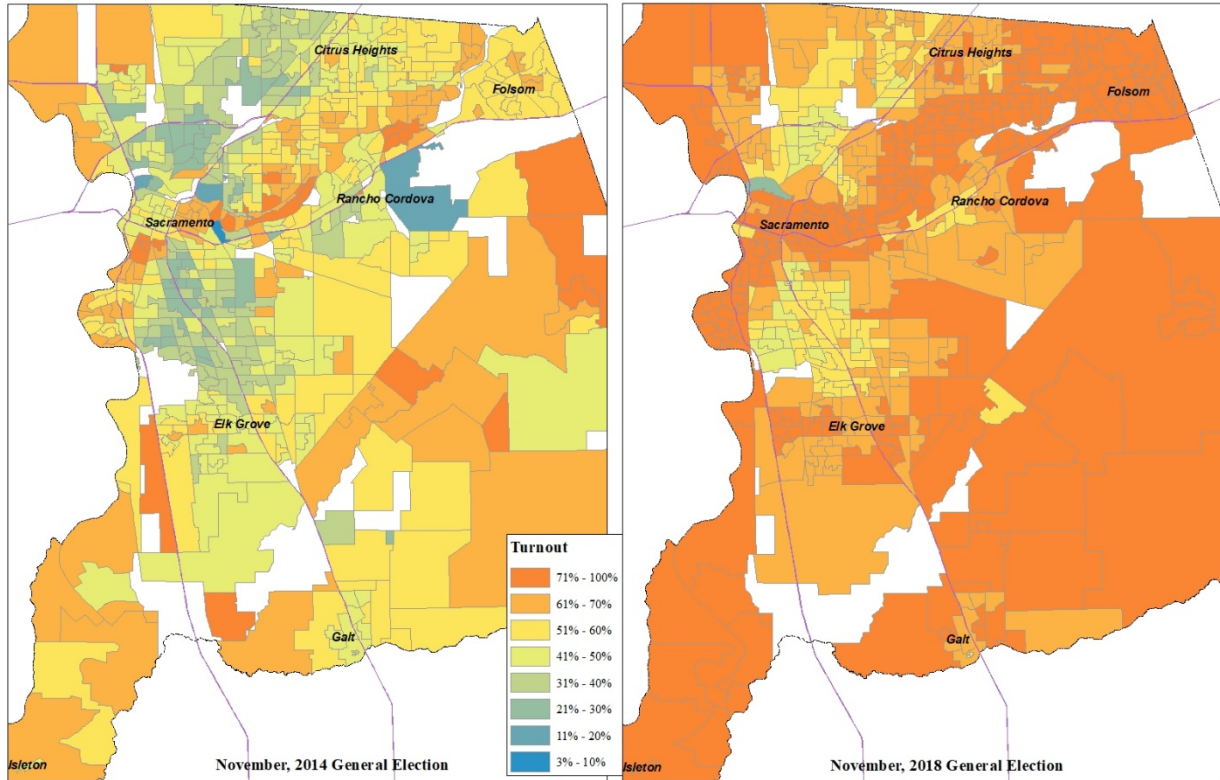 Citrus Heights
Folsom
Rancho Cordova
Sacramento
Elk Grove
Galt
Isleton
November, 2014 General Election
Turnout
71% - 100%
61% - 70%
51% - 60%
41% - 50%
31% - 40%
21% - 30%
11% - 20%
3% - 10%
Citrus Heights
Folsom
Rancho Cordova
Sacramento
Elk Grove
Galt
Isleton
November, 2018 General Election